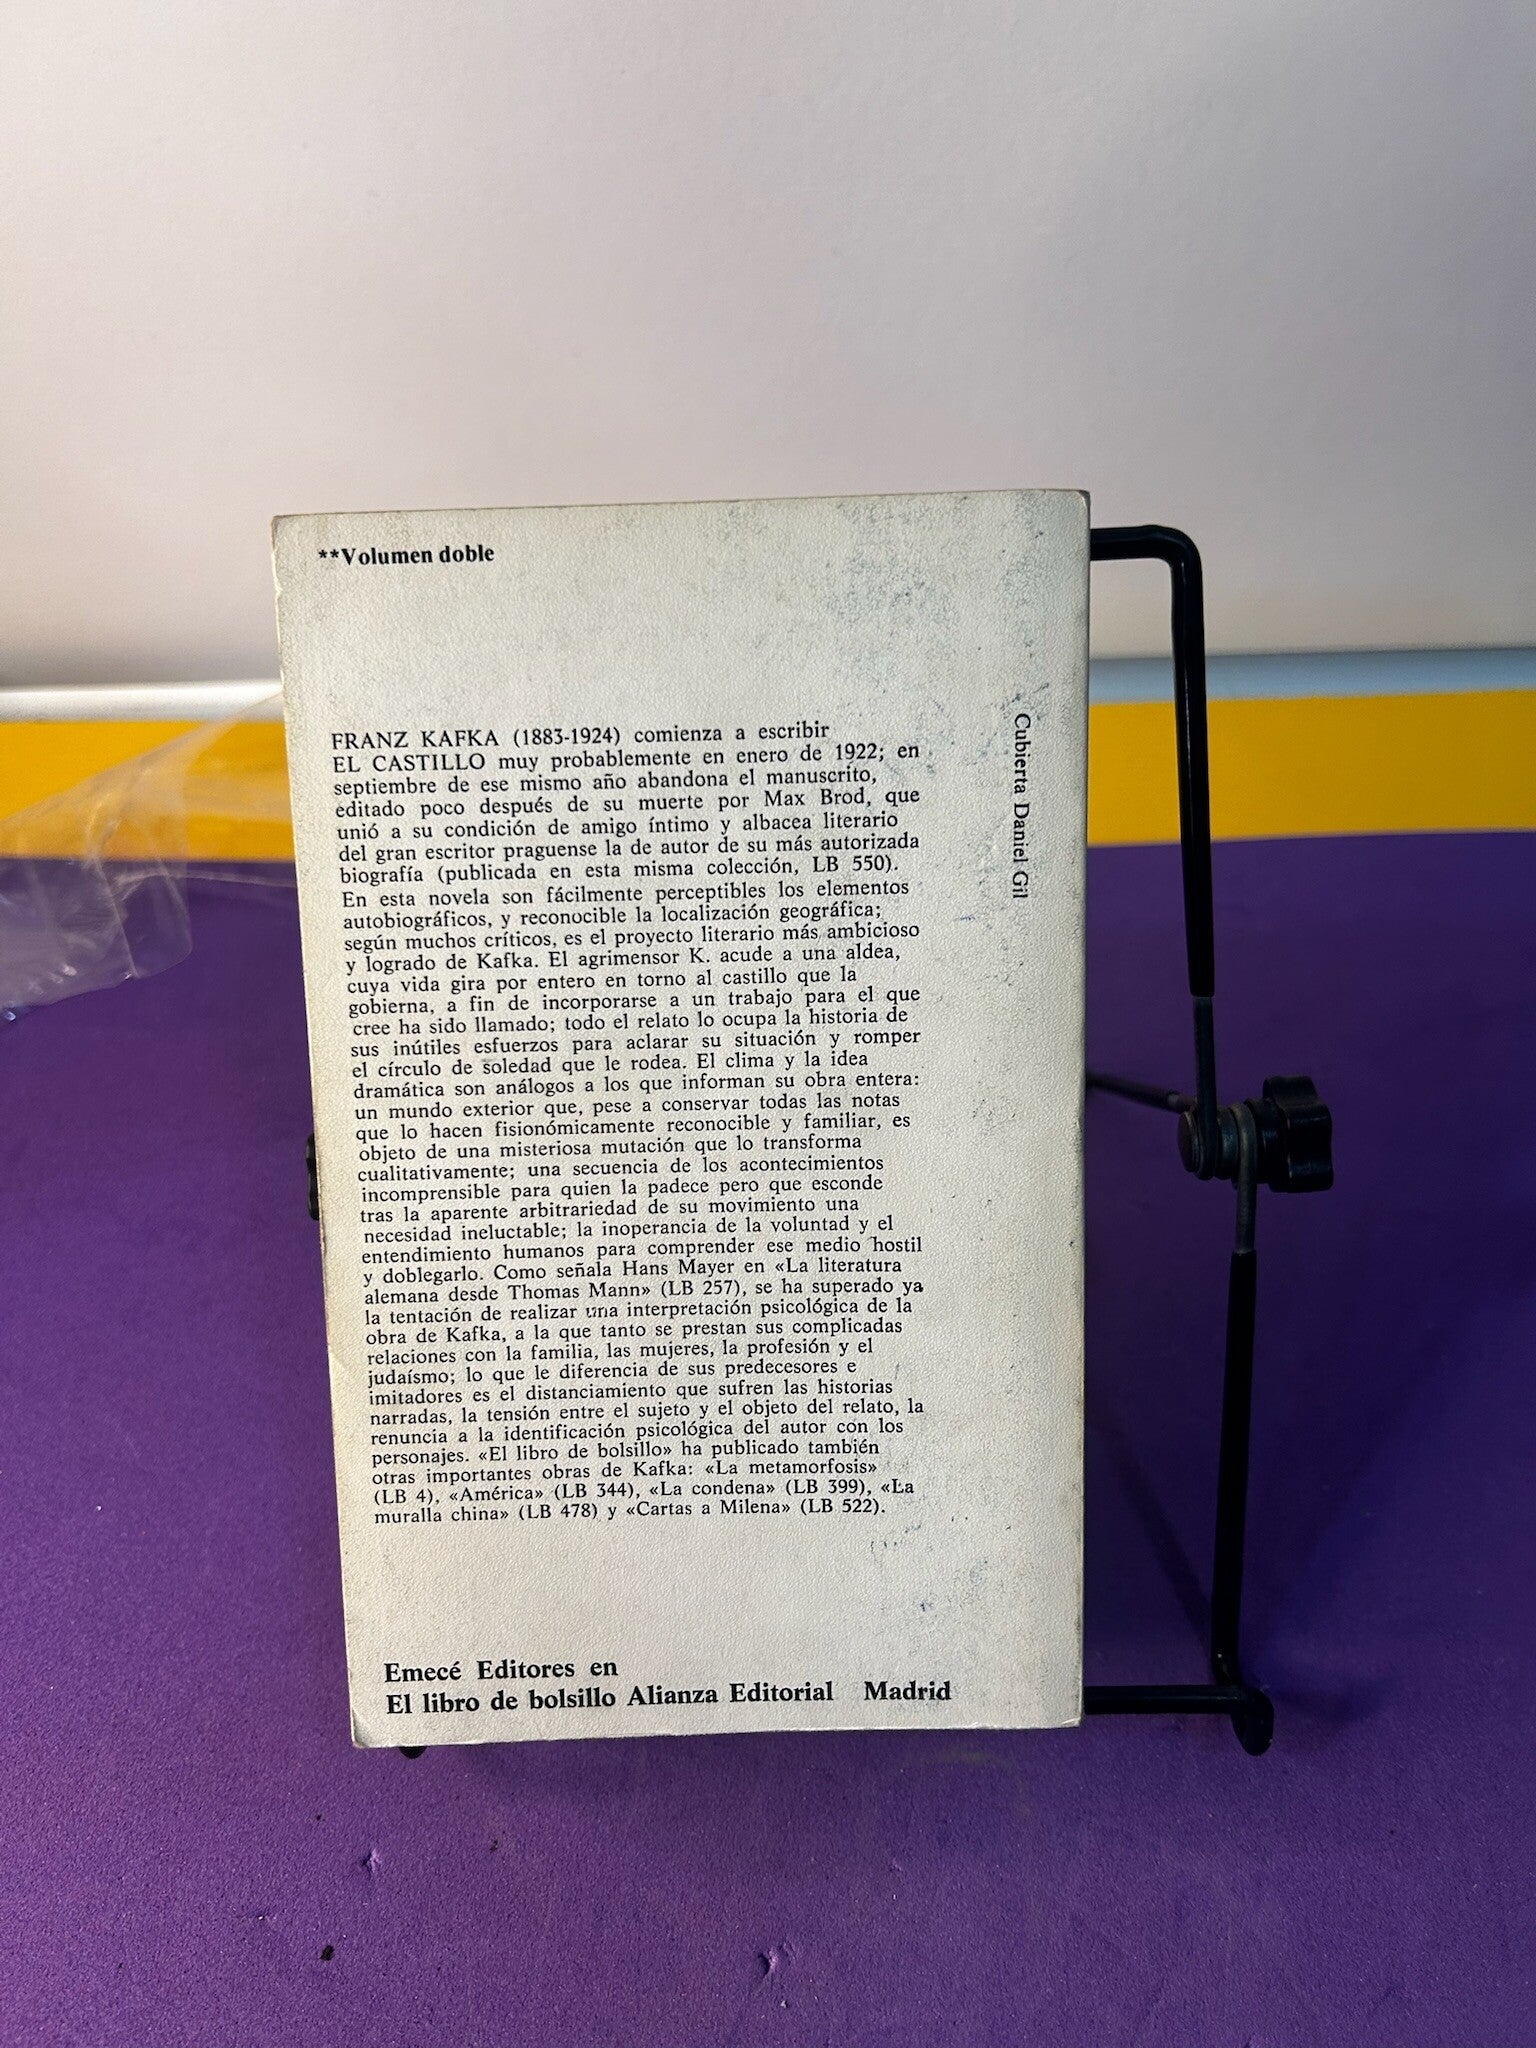 **Volumen doble
FRANZ KAFKA (1883-1924) comienza a escribir
EL CASTILLO muy probablemente en enero de 1922; en
septiembre de ese mismo año abandona el manuscrito,
editado poco después de su muerte por Max Brod, que
unió a su condición de amigo íntimo y albacea literario
del gran escritor praguense la de autor de su más autorizada
biografía (publicada en esta misma colección, LB 550).
En esta novela son fácilmente perceptibles los elementos
autobiográficos, y reconocible la localización geográfica;
según muchos críticos, es el proyecto literario más ambicioso
y logrado de Kafka. El agrimensor K. acude a una aldea,
cuya vida gira por entero en torno al castillo que la
gobierna, a fin de incorporarse a un trabajo para el que
cree ha sido llamado; todo el relato lo ocupa la historia de
sus inútiles esfuerzos para aclarar su situación y romper
el círculo de soledad que le rodea. El clima y la idea
dramática son análogos a los que informan su obra entera:
un mundo exterior que, pese a conservar todas las notas
que lo hacen fisionómicamente reconocible y familiar, es
objeto de una misteriosa mutación que lo transforma
cualitativamente; una secuencia de los acontecimientos
incomprensible para quien la padece pero que esconde
tras la aparente arbitrariedad de su movimiento una
necesidad ineluctable; la inoperancia de la voluntad y el
entendimiento humanos para comprender ese medio hostil
y doblegarlo. Como señala Hans Mayer en «La literatura
alemana desde Thomas Mann» (LB 257), se ha superado ya
la tentación de realizar una interpretación psicológica de la
obra de Kafka, a la que tanto se prestan sus complicadas
relaciones con la familia, las mujeres, la profesión y el
judaísmo; lo que le diferencia de sus predecesores e
imitadores es el distanciamiento que sufren las historias
narradas, la tensión entre el sujeto y el objeto del relato, la
renuncia a la identificación psicológica del autor con los
personajes. «El libro de bolsillo» ha publicado también
otras importantes obras de Kafka: «La metamorfosis»
(LB 4), «América» (LB 344), «La condena» (LB 399), «La
muralla china» (LB 478) y «Cartas a Milena» (LB 522).
Cubierta Daniel Gil
Emecé Editores en
El libro de bolsillo Alianza Editorial Madrid